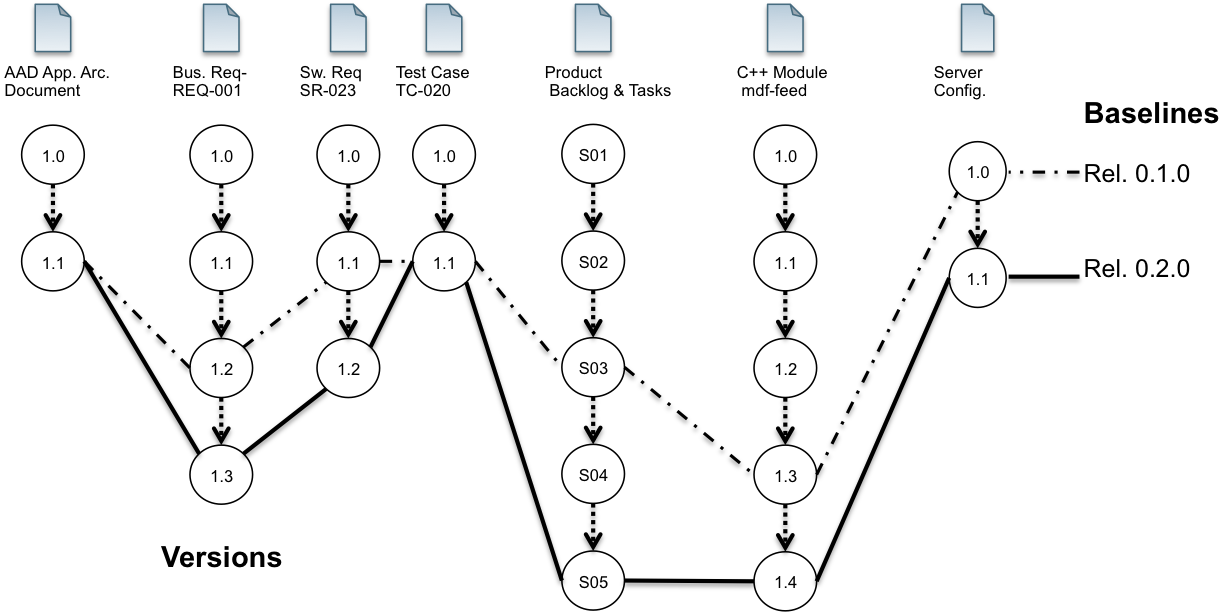 AAD App. Arc.
Document
Bus. Req-
REQ-001
Sw. Req
SR-023
Test Case
TC-020
Product
Backlog & Tasks
C++ Module
mdf-feed
Server
Config.
Baselines
1.0
1.0
1.0
1.0
S01
1.0
1.0
Rel. 0.1.0
1.1
1.1
1.1
1.1
S02
1.1
1.1
Rel. 0.2.0
1.2
1.2
S03
1.2
1.3
S04
1.3
Versions
S05
1.4